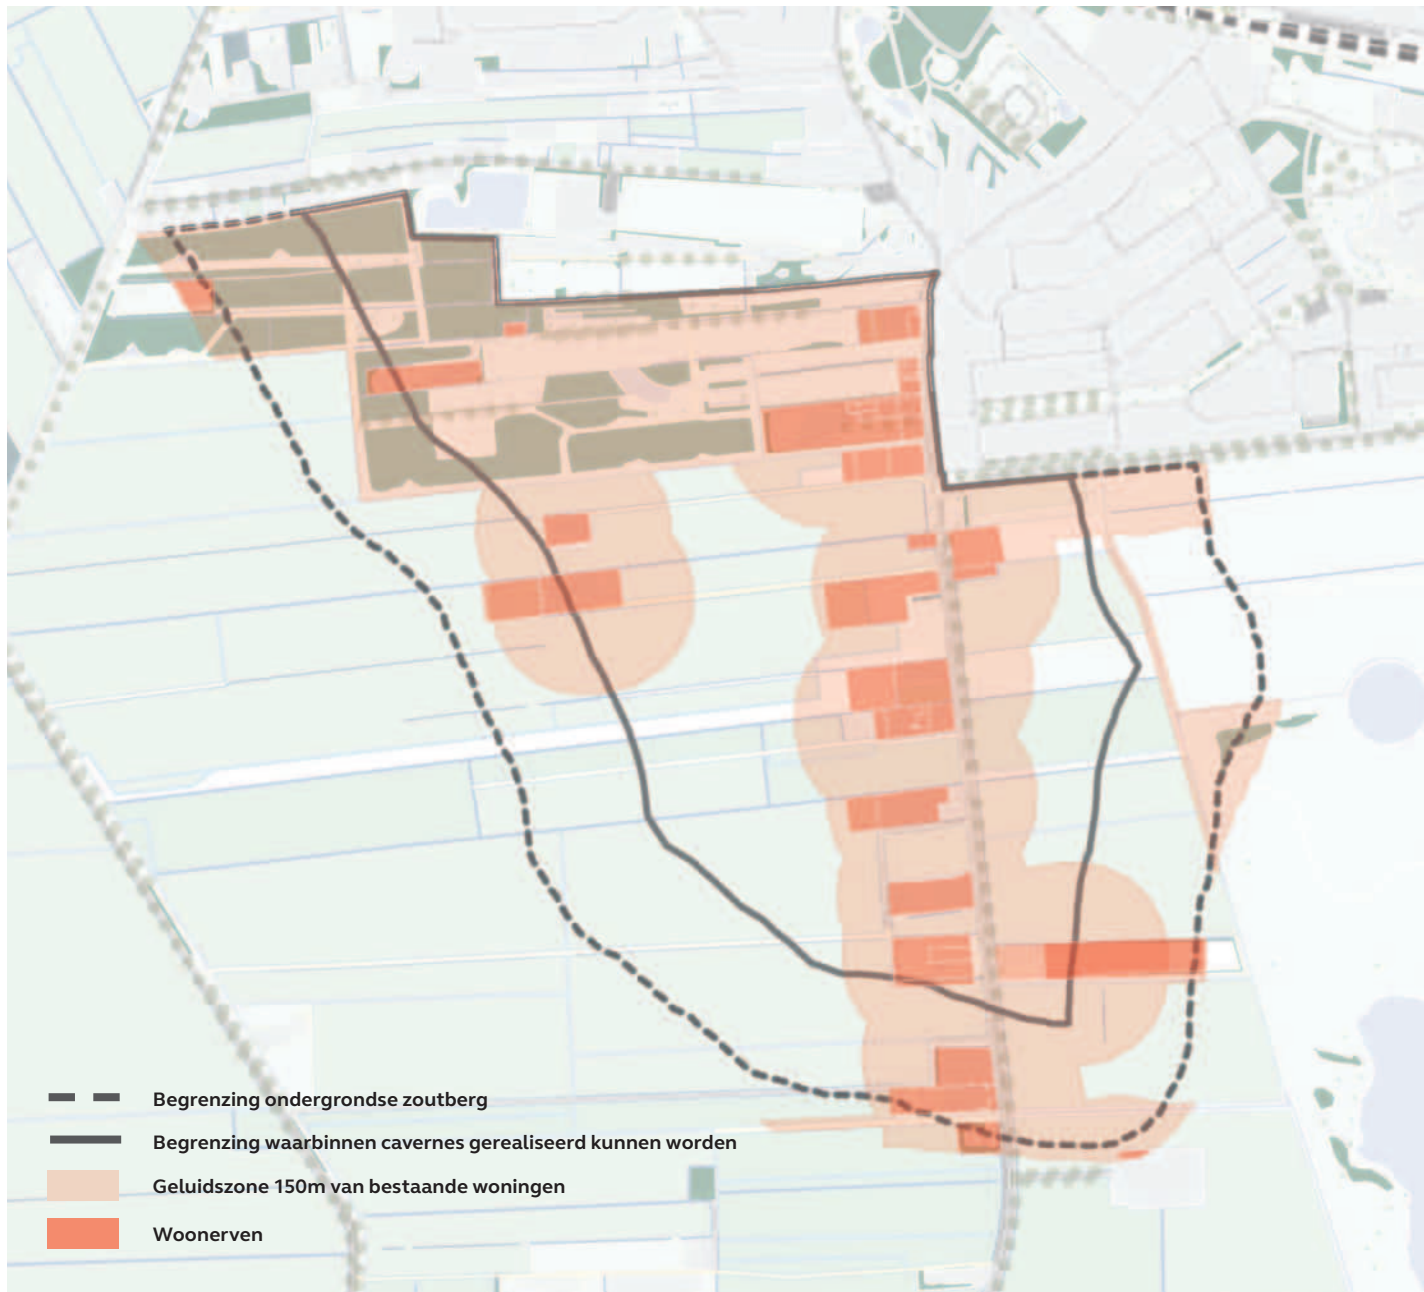 Begrenzing ondergrondse zoutberg
Begrenzing waarbinnen cavernes gerealiseerd kunnen worden
Geluidszone 150m van bestaande woningen
Woonerven